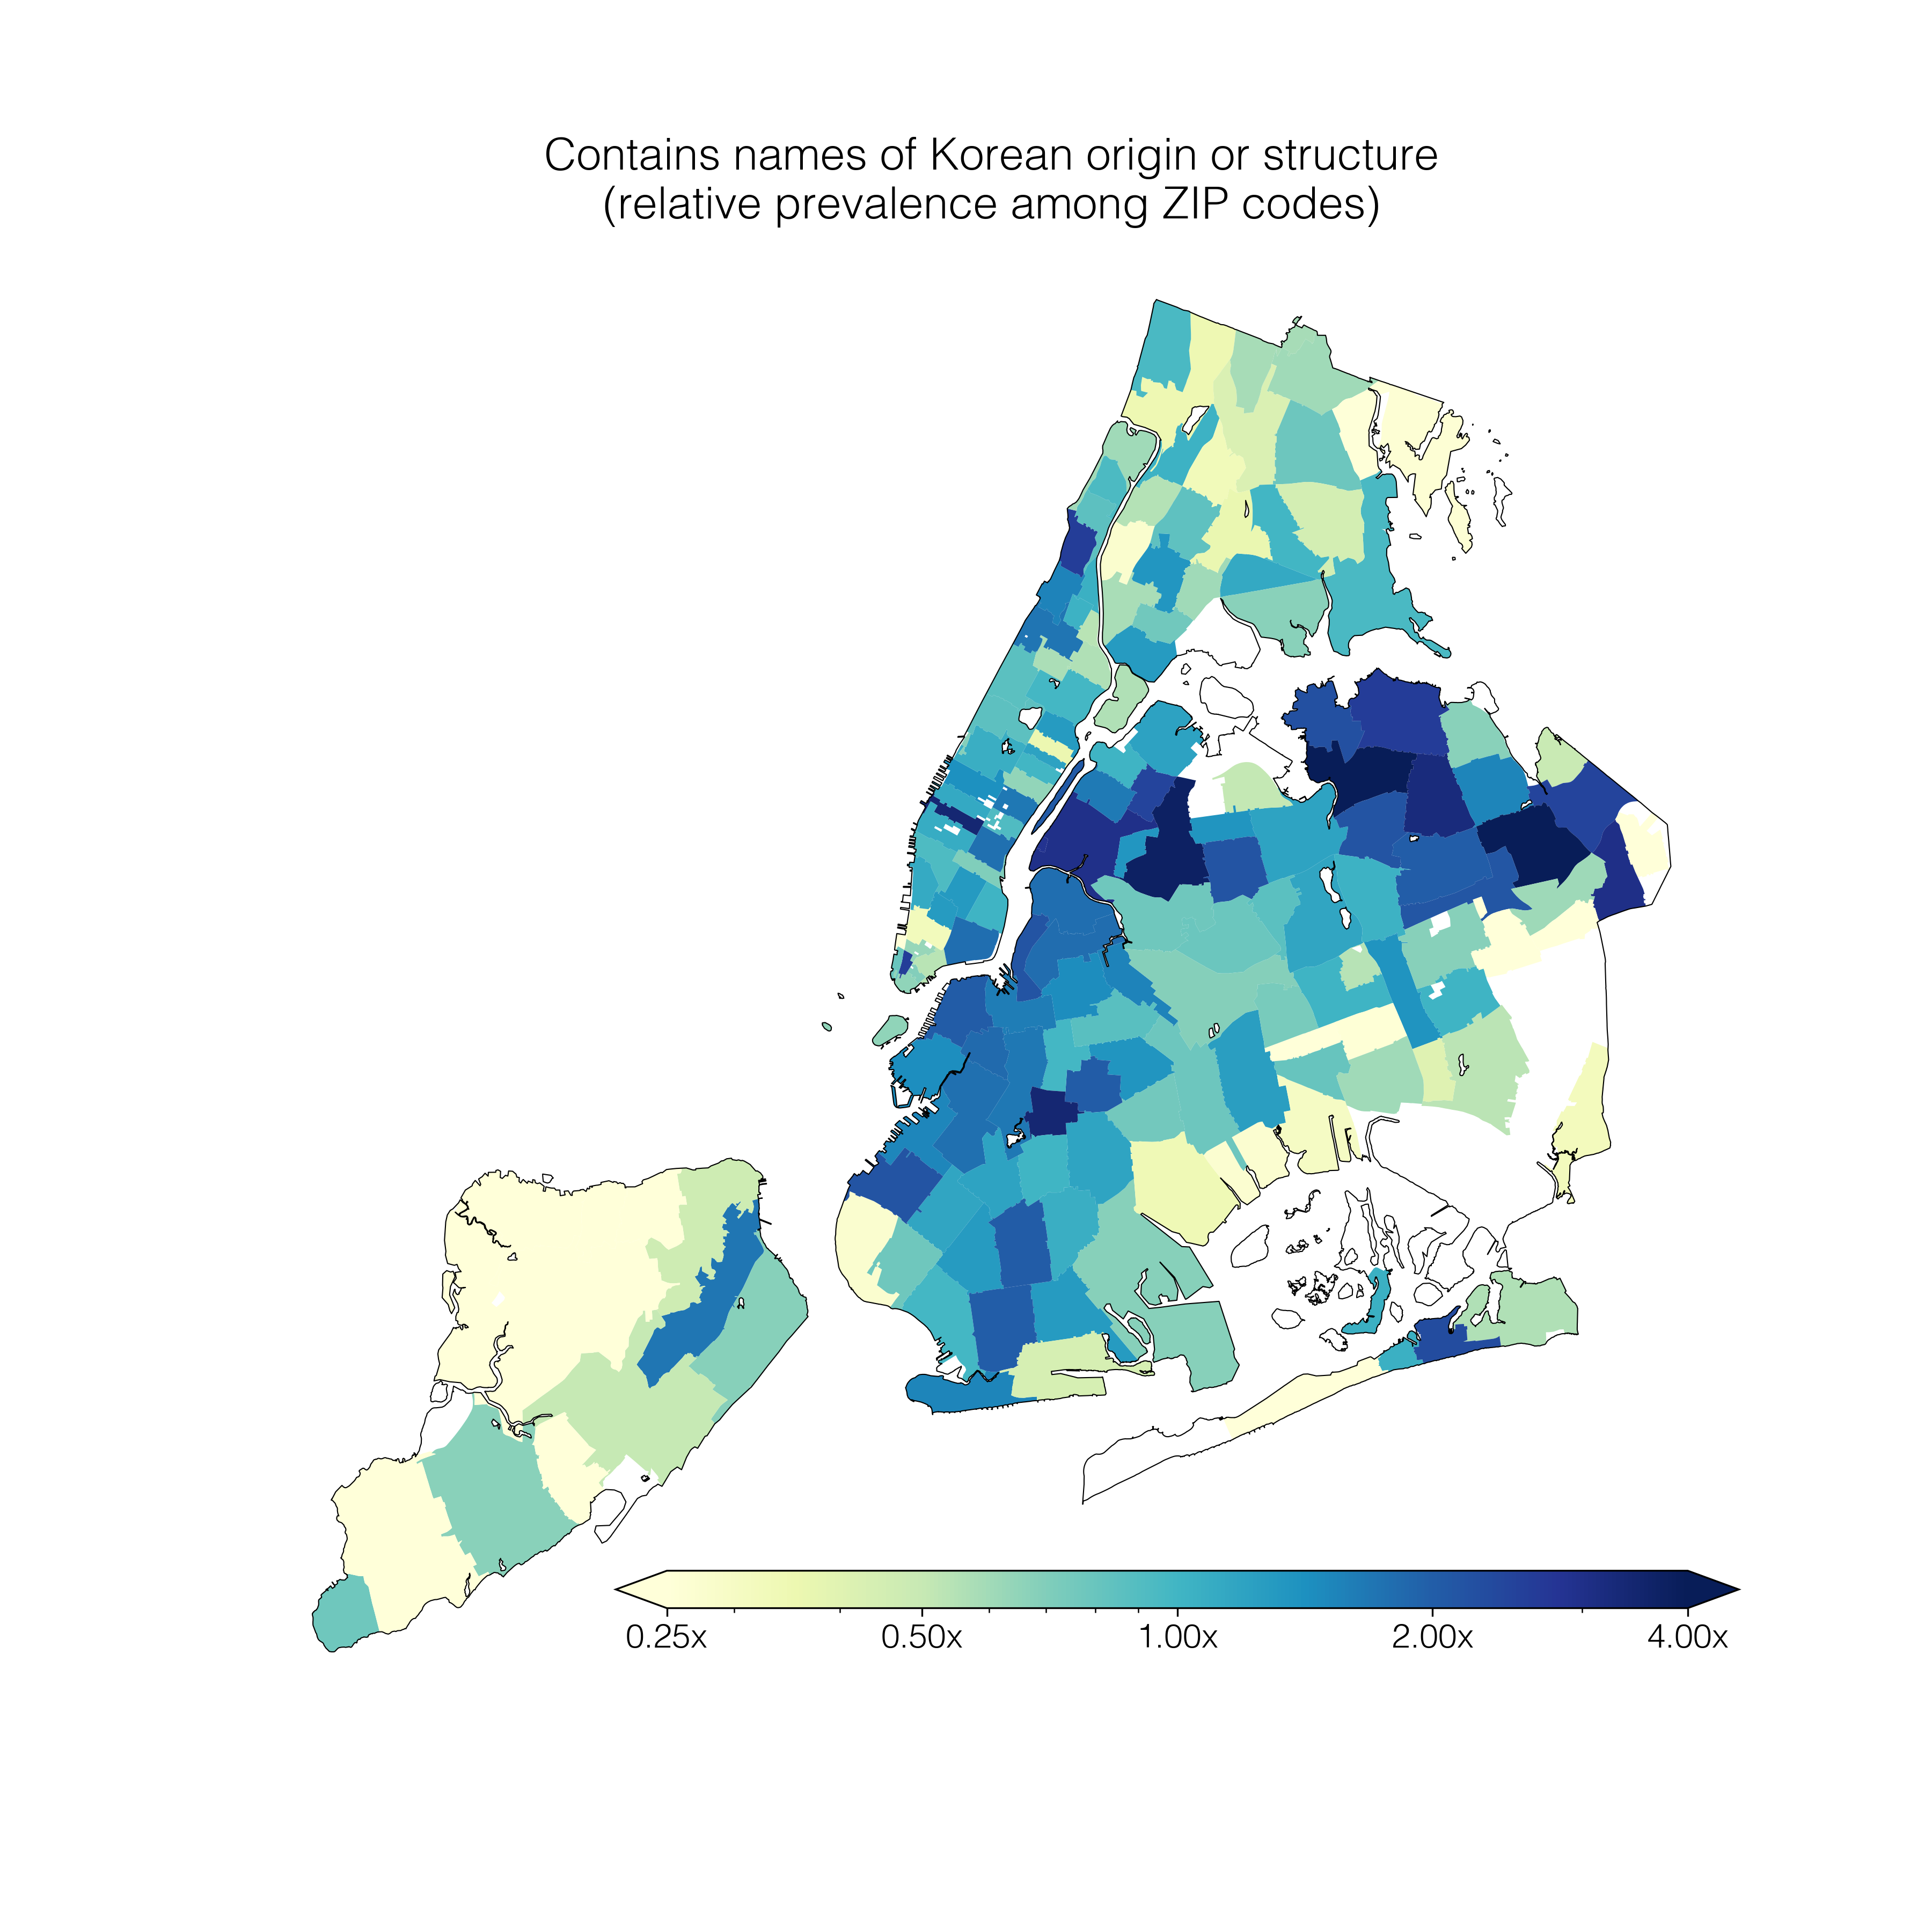 Contains names of Korean origin or structure
(relative prevalence among ZIP codes)
0.25x 0.50x 1.00x 2.00x 4.00x